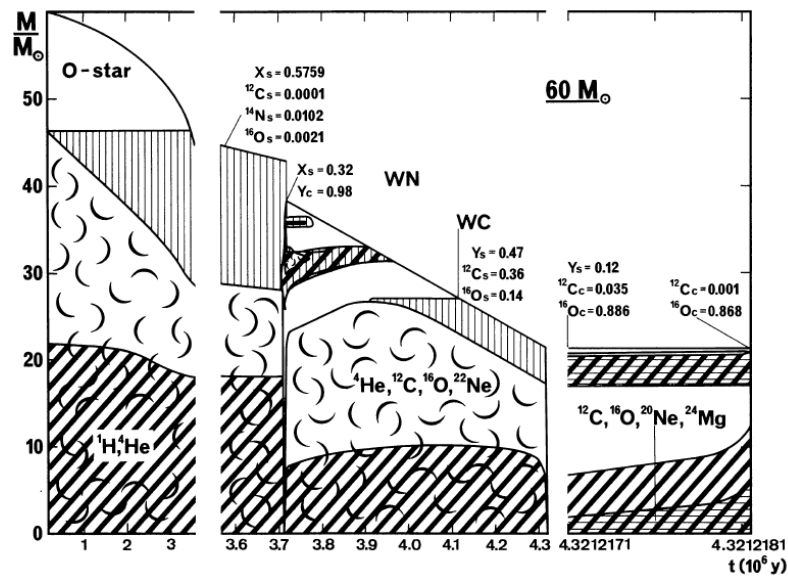 M
M☉
O-star
50
40
30
20
10
0
¹H,⁴He
Xs = 0.5759
¹²Cs = 0.0001
¹⁴Ns = 0.0102
¹⁶Os = 0.0021
Xs = 0.32
Yc = 0.98
WN
60 M☉
WC
Ys = 0.47
¹²Cs = 0.36
¹⁶Os = 0.14
Ys = 0.12
¹²Cc = 0.035
¹⁶Oc = 0.886
¹²Cc = 0.001
¹⁶Oc = 0.868
⁴He,¹²C,¹⁶O,²²Ne
¹²C,¹⁶O,²⁰Ne,²⁴Mg
1 2 3 3.6 3.7 3.8 3.9 4.0 4.1 4.2 4.3 4.3212171 4.3212181
t (10⁶ y)